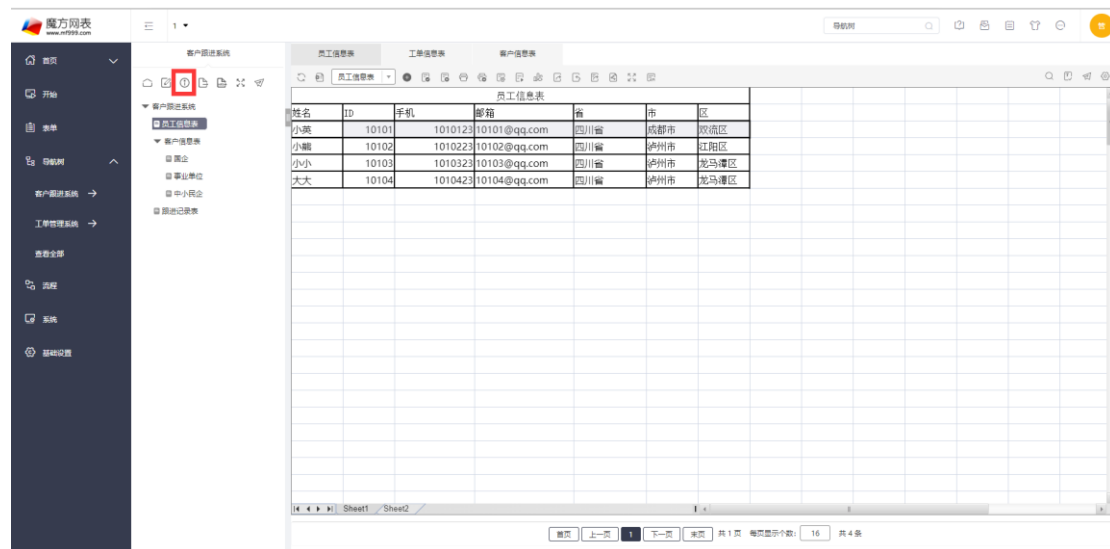 魔方网表
www.mf999.com
1
导航树
管
首页
开始
表单
导航树
客户跟进系统
工单管理系统
查看全部
流程
系统
基础设置
客户跟进系统
客户跟进系统
员工信息表
客户信息表
国企
事业单位
中小民企
跟进记录表
员工信息表 工单信息表 客户信息表
员工信息表
员工信息表
姓名 ID 手机 邮箱 省 市 区
小英 10101 1010123 10101@qq.com 四川省 成都市 双流区
小鹅 10102 1010223 10102@qq.com 四川省 泸州市 江阳区
小小 10103 1010323 10103@qq.com 四川省 泸州市 龙马潭区
大大 10104 1010423 10104@qq.com 四川省 泸州市 龙马潭区
Sheet1 Sheet2
首页 上一页 1 下一页 末页 共1页 每页显示个数: 16 共4条